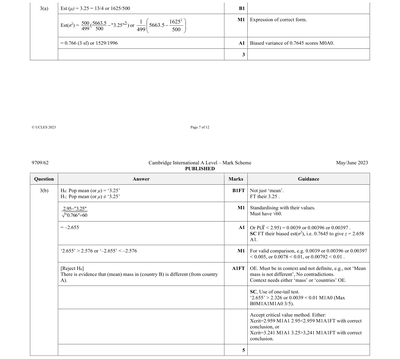 3(a) Est (μ) = 3.25 = 13/4 or 1625/500 B1
Est(σ²) = 500/499 (5663.5/500 − "3.25"²) or 1/499 (5663.5 − 1625²/500) M1 Expression of correct form.
= 0.766 (3 sf) or 1529/1996 A1 Biased variance of 0.7645 scores M0A0.
3
© UCLES 2023 Page 7 of 12
9709/62 Cambridge International A Level – Mark Scheme May/June 2023
PUBLISHED
Question Answer Marks Guidance
3(b) H₀: Pop mean (or μ) = '3.25' B1FT Not just 'mean'.
H₁: Pop mean (or μ) ≠ '3.25' FT their 3.25 .
2.95−"3.25" M1 Standardising with their values.
√"0.766"÷60 Must have √60.
= –2.655 A1 Or P(X̄ < 2.95) = 0.0039 or 0.00396 or 0.00397 .
SC FT their biased est(σ²), i.e. 0.7645 to give z = 2.658
A1.
'2.655' > 2.576 or '–2.655' < –2.576 M1 For valid comparison, e.g. 0.0039 or 0.00396 or 0.00397
< 0.005, or 0.0078 < 0.01, or 0.00792 < 0.01 .
[Reject H₀] A1FT OE. Must be in context and not definite, e.g., not 'Mean
There is evidence that (mean) mass in (country B) is different (from country mass is not different', No contradictions.
A) Context needs either 'mass' or 'countries' OE.
SC. Use of one-tail test.
'2.655' > 2.326 or 0.0039 < 0.01 M1A0 (Max
B0M1A1M1A0 3/5).
Accept critical value method. Either:
Xcrit=2.959 M1A1 2.95<2.959 M1A1FT with correct
conclusion, or
Xcrit=3.241 M1A1 3.25>3.241 M1A1FT with correct
conclusion.
5